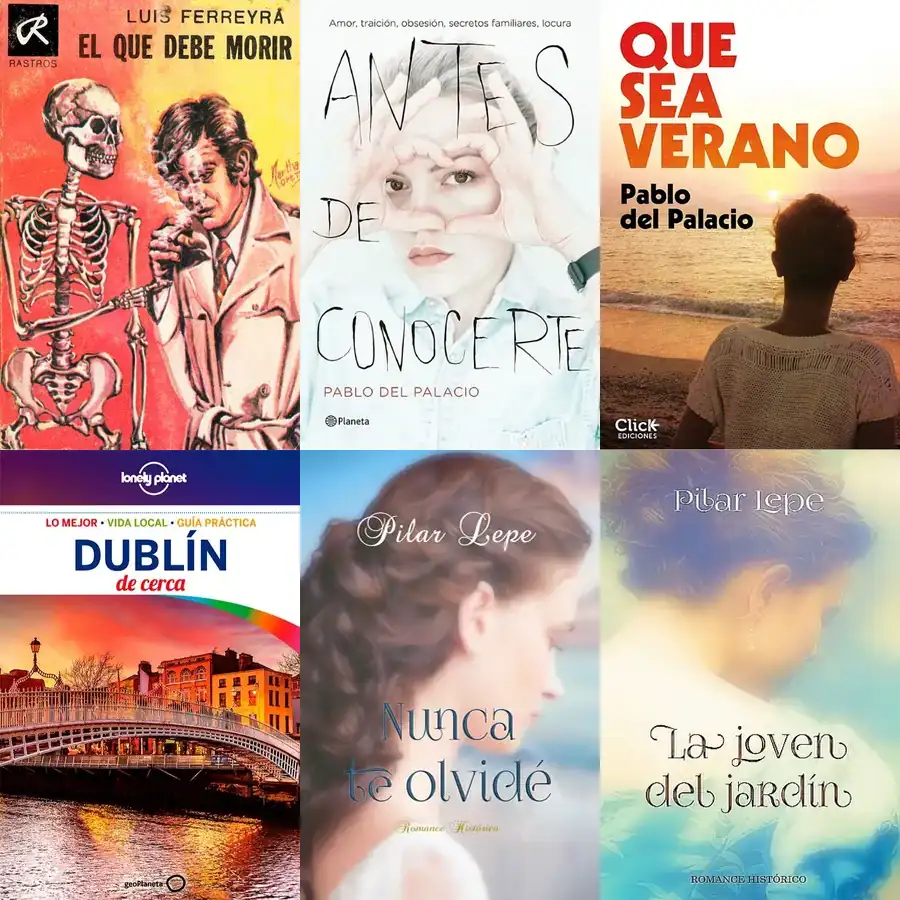 LUIS FERREYRA
EL QUE DEBE MORIR
R
RASTROS
Martha
Amor, traición, obsesión, secretos familiares, locura
ANTES
DE
CONOCERTE
PABLO DEL PALACIO
Planeta
QUE
SEA
VERANO
Pablo
del Palacio
Click
EDICIONES
lonely planet
LO MEJOR • VIDA LOCAL • GUÍA PRÁCTICA
DUBLÍN
de cerca
geoPlaneta
Pilar Lepe
Nunca
te olvidé
Romance Histórico
Pilar Lepe
La joven
del jardín
ROMANCE HISTÓRICO